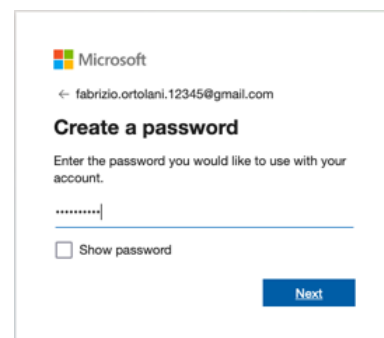 Microsoft
← fabrizio.ortolani.12345@gmail.com
Create a password
Enter the password you would like to use with your
account.
••••••••••
Show password
Next